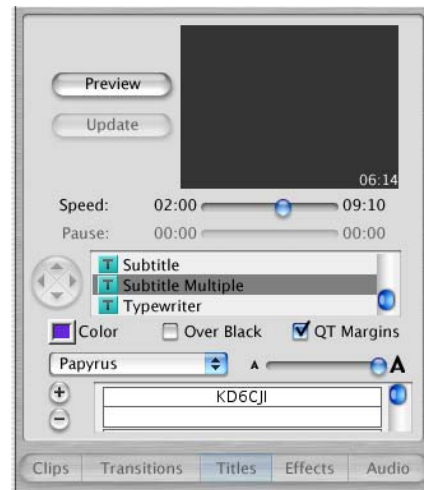 Preview
Update
06:14
Speed: 02:00 09:10
Pause: 00:00 00:00
T Subtitle
T Subtitle Multiple
T Typewriter
Color Over Black QT Margins
Papyrus A A
+
KD6CJI
−
Clips Transitions Titles Effects Audio